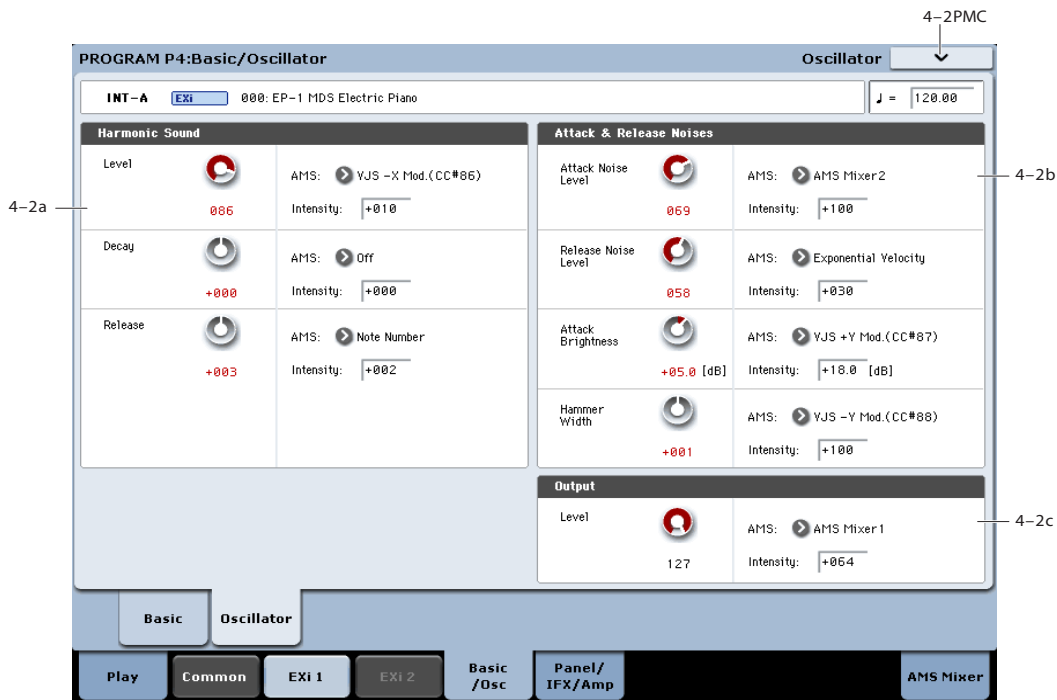 4-2PMC
PROGRAM P4:Basic/Oscillator
Oscillator
INT-A EXi 000: EP-1 MDS Electric Piano
♩ = 120.00
Harmonic Sound
Level
086
AMS: VJS -X Mod.(CC#86)
Intensity: +010
4-2a
Decay
+000
AMS: Off
Intensity: +000
Release
+003
AMS: Note Number
Intensity: +002
Attack & Release Noises
Attack Noise
Level
069
AMS: AMS Mixer2
Intensity: +100
4-2b
Release Noise
Level
058
AMS: Exponential Velocity
Intensity: +030
Attack
Brightness
+05.0 [dB]
AMS: VJS +Y Mod.(CC#87)
Intensity: +18.0 [dB]
Hammer
Width
+001
AMS: VJS -Y Mod.(CC#88)
Intensity: +100
Output
Level
127
AMS: AMS Mixer1
Intensity: +064
4-2c
Basic
Oscillator
Play
Common
EXi 1
EXi 2
Basic
/Osc
Panel/
IFX/Amp
AMS Mixer